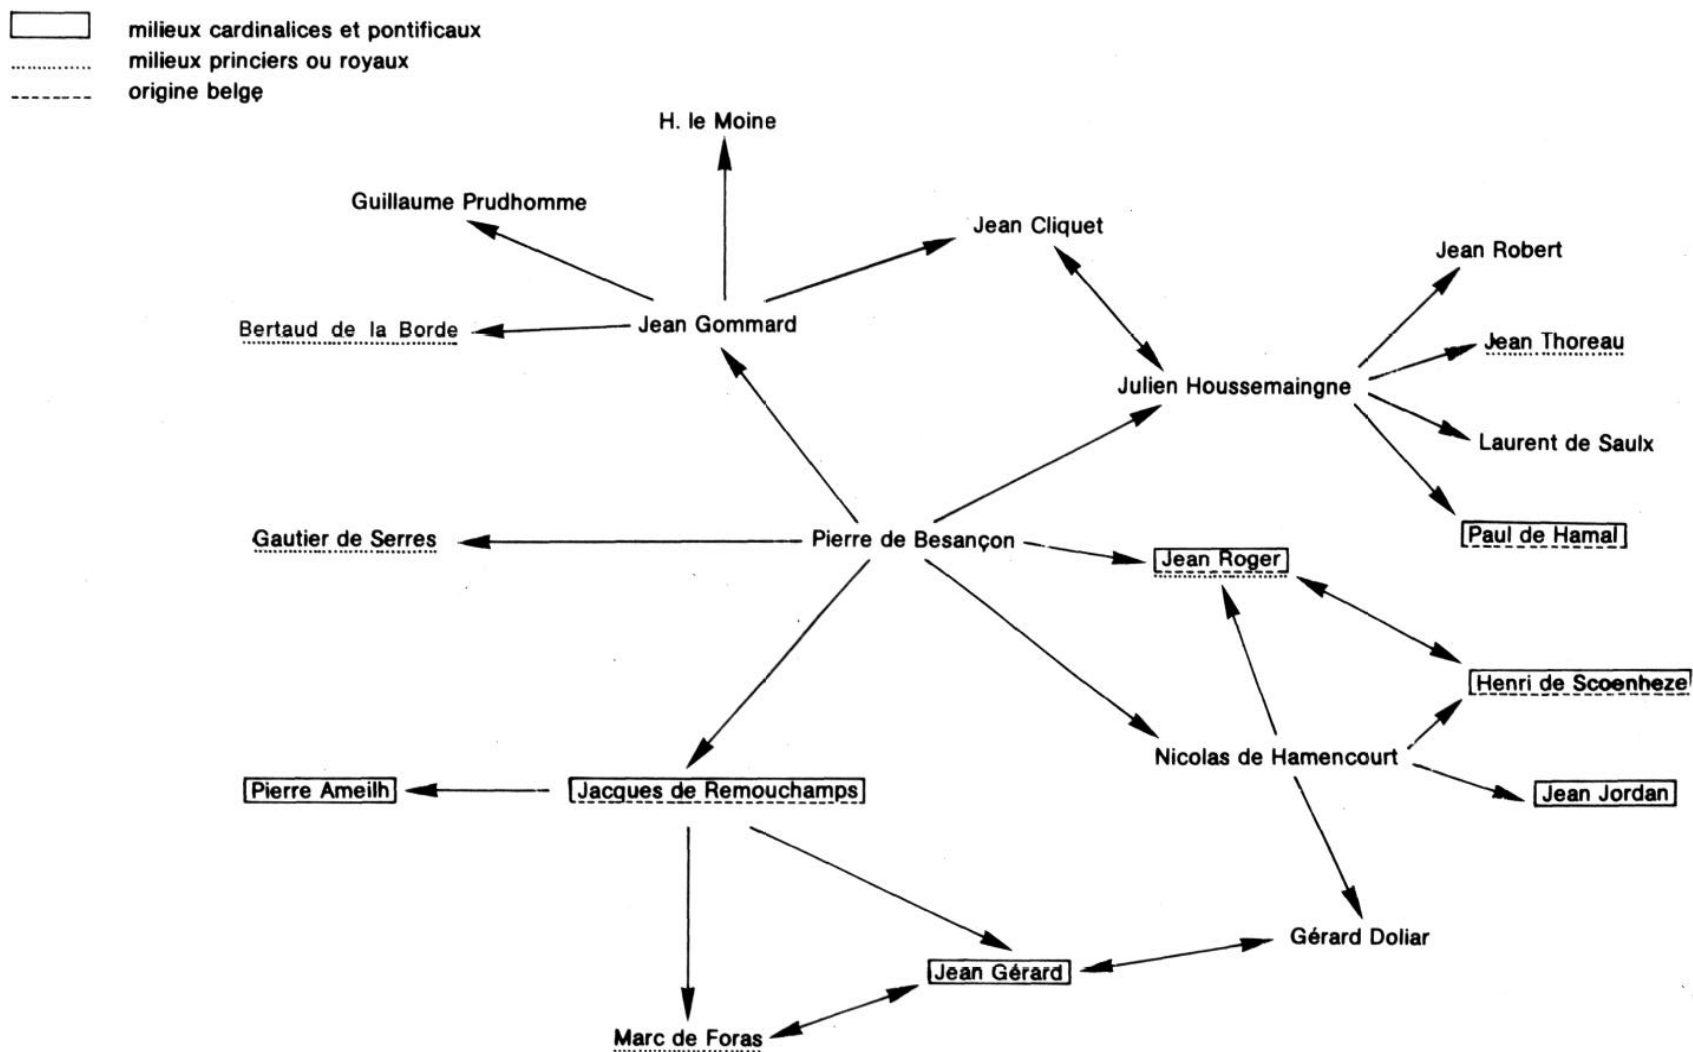 milieux cardinalices et pontificaux
milieux princiers ou royaux
origine belge
H. le Moine
Guillaume Prudhomme
Jean Cliquet
Jean Robert
Bertaud de la Borde
Jean Gommard
Jean Thoreau
Julien Houssemaingne
Laurent de Saulx
Gautier de Serres
Pierre de Besançon
Paul de Hamal
Jean Roger
Henri de Scoenheze
Nicolas de Hamencourt
Pierre Ameilh
Jacques de Remouchamps
Jean Jordan
Gérard Doliar
Jean Gérard
Marc de Foras